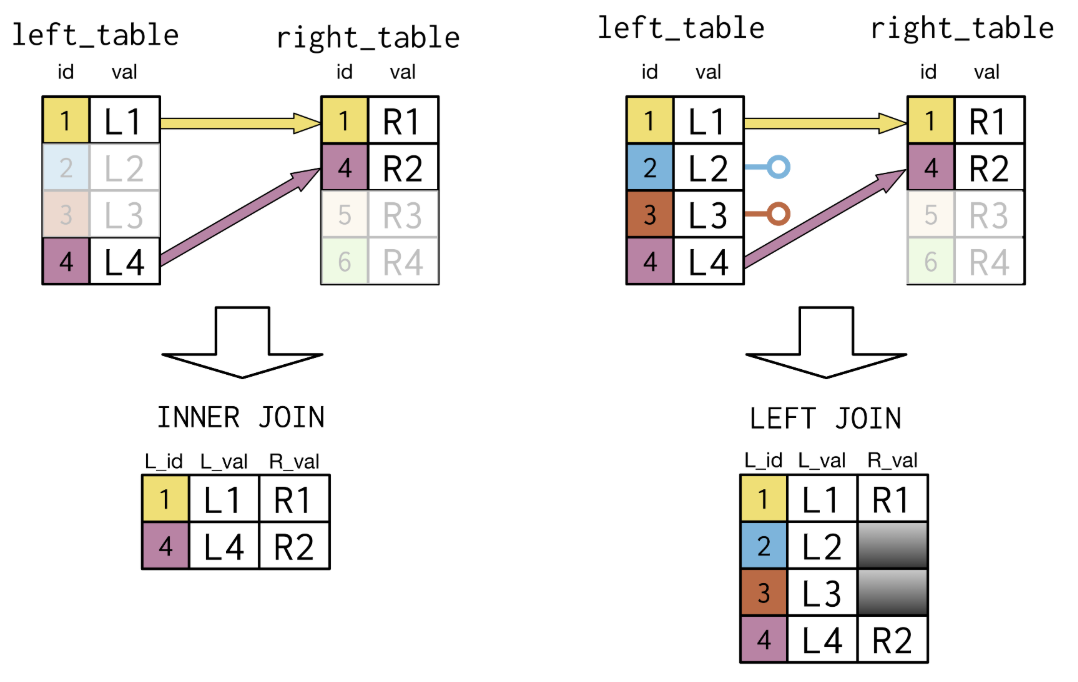 left_table right_table
id val id val
1 L1 1 R1
2 L2 4 R2
3 L3 5 R3
4 L4 6 R4
INNER JOIN
L_id L_val R_val
1 L1 R1
4 L4 R2
left_table right_table
id val id val
1 L1 1 R1
2 L2 4 R2
3 L3 5 R3
4 L4 6 R4
LEFT JOIN
L_id L_val R_val
1 L1 R1
2 L2
3 L3
4 L4 R2